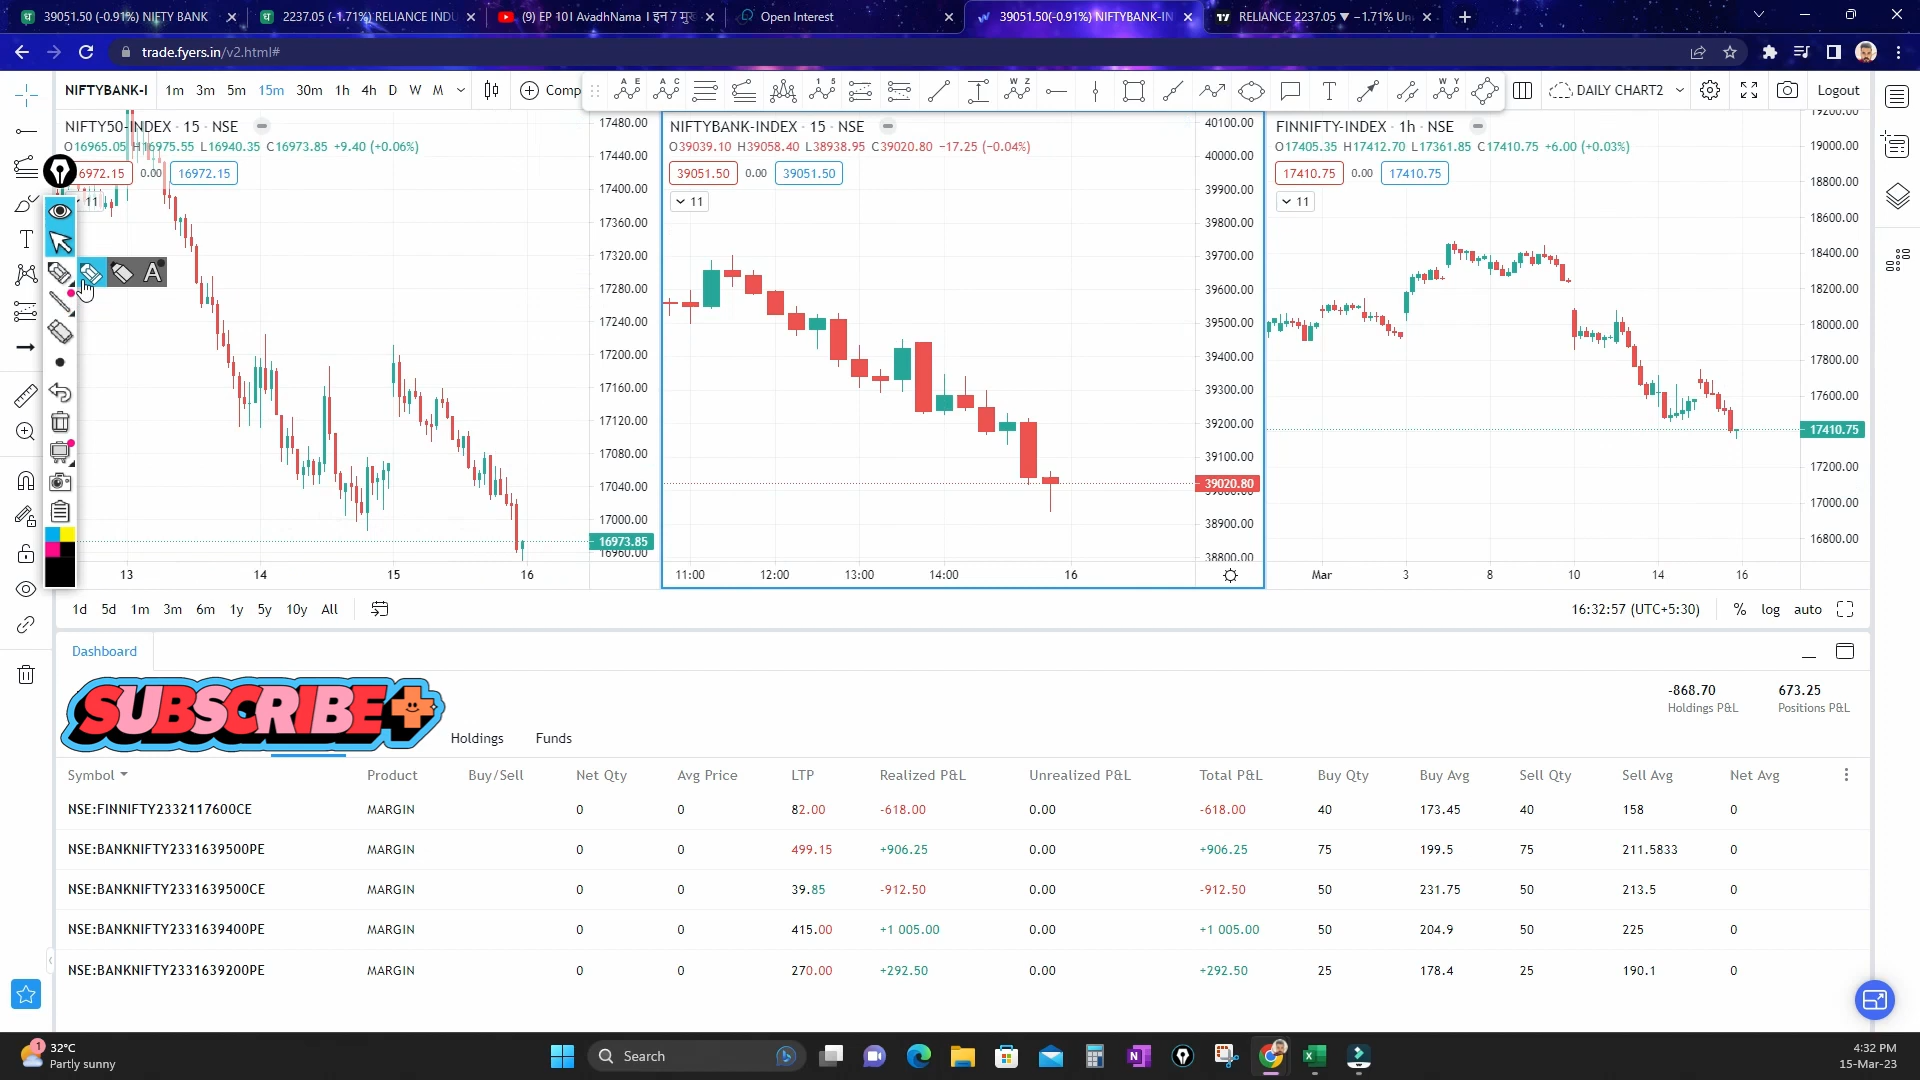 39051.50 (-0.91%) NIFTY BANK
2237.05 (-1.71%) RELIANCE INDU
(9) EP 10 I AvadhNama I इन 7 मुख
Open Interest
39051.50(-0.91%) NIFTYBANK-IN
RELIANCE 2237.05 ▼ −1.71% Un
trade.fyers.in/v2.html#
NIFTYBANK-I 1m 3m 5m 15m 30m 1h 4h D W M Comp DAILY CHART2 Logout
NIFTY50-INDEX · 15 · NSE
O16965.05 H16975.55 L16940.35 C16973.85 +9.40 (+0.06%)
16972.15 0.00 16972.15
11
17480.00
17440.00
17400.00
17360.00
17320.00
17280.00
17240.00
17200.00
17160.00
17120.00
17080.00
17040.00
17000.00
16973.85
16960.00
13 14 15 16
NIFTYBANK-INDEX · 15 · NSE
O39039.10 H39058.40 L38938.95 C39020.80 −17.25 (−0.04%)
39051.50 0.00 39051.50
11
40100.00
40000.00
39900.00
39800.00
39700.00
39600.00
39500.00
39400.00
39300.00
39200.00
39100.00
39020.80
39000.00
38900.00
38800.00
11:00 12:00 13:00 14:00 16
FINNIFTY-INDEX · 1h · NSE
O17405.35 H17412.70 L17361.85 C17410.75 +6.00 (+0.03%)
17410.75 0.00 17410.75
11
19200.00
19000.00
18800.00
18600.00
18400.00
18200.00
18000.00
17800.00
17600.00
17410.75
17200.00
17000.00
16800.00
Mar 3 8 10 14 16
1d 5d 1m 3m 6m 1y 5y 10y All
16:32:57 (UTC+5:30) % log auto
Dashboard
SUBSCRIBE
Holdings Funds
-868.70 673.25
Holdings P&L Positions P&L
Symbol Product Buy/Sell Net Qty Avg Price LTP Realized P&L Unrealized P&L Total P&L Buy Qty Buy Avg Sell Qty Sell Avg Net Avg
NSE:FINNIFTY2332117600CE MARGIN 0 0 82.00 -618.00 0.00 -618.00 40 173.45 40 158 0
NSE:BANKNIFTY2331639500PE MARGIN 0 0 499.15 +906.25 0.00 +906.25 75 199.5 75 211.5833 0
NSE:BANKNIFTY2331639500CE MARGIN 0 0 39.85 -912.50 0.00 -912.50 50 231.75 50 213.5 0
NSE:BANKNIFTY2331639400PE MARGIN 0 0 415.00 +1 005.00 0.00 +1 005.00 50 204.9 50 225 0
NSE:BANKNIFTY2331639200PE MARGIN 0 0 270.00 +292.50 0.00 +292.50 25 178.4 25 190.1 0
32°C
Partly sunny
Search
4:32 PM
15-Mar-23